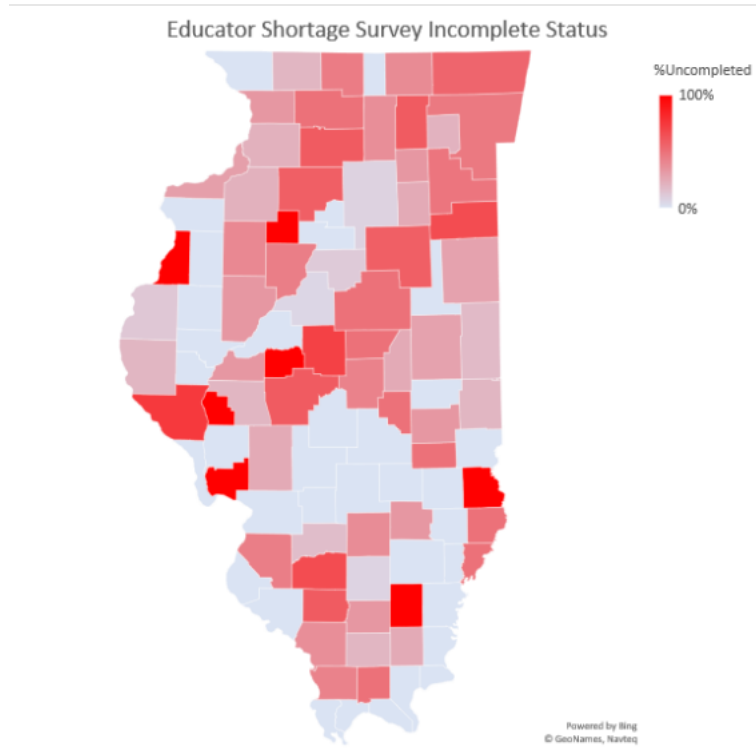 Educator Shortage Survey Incomplete Status
%Uncompleted
100%
0%
Powered by Bing
© GeoNames, Navteq